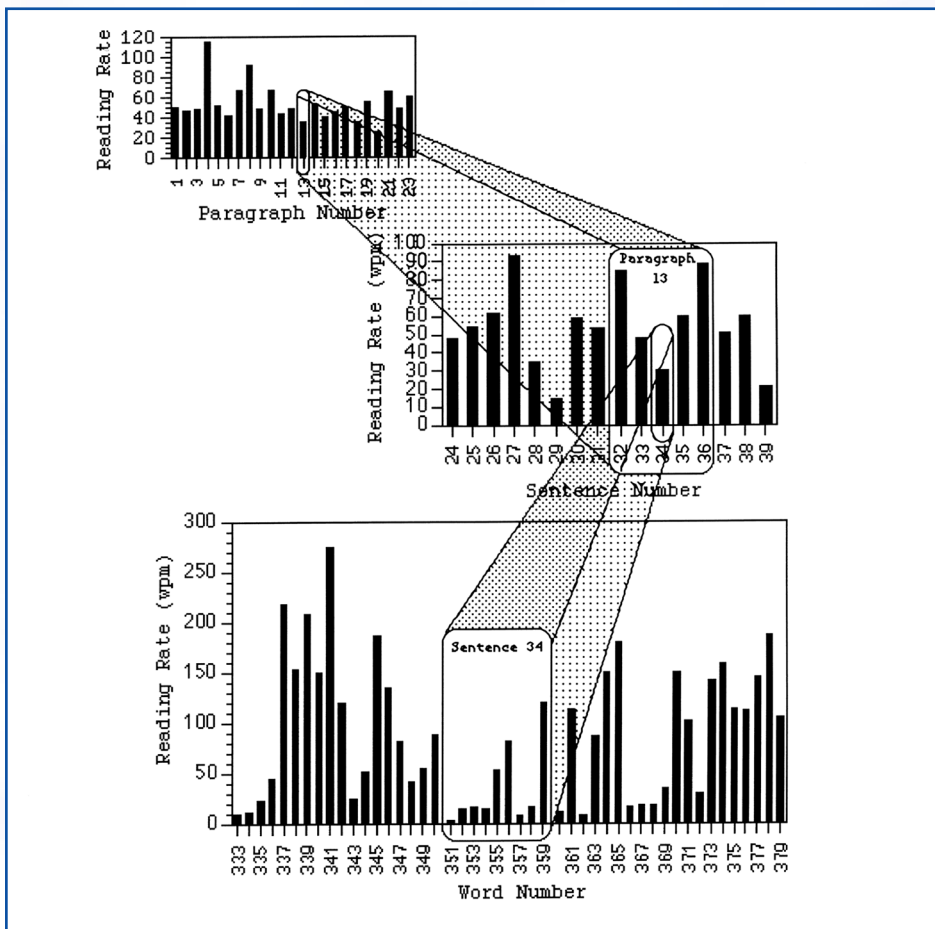 120
100
80
60
40
20
0
Reading Rate
1 3 5 7 9 11 13 15 17 19 21 23
Paragraph Number
100
90
80
70
60
50
40
30
20
10
0
Reading Rate (wpm)
Paragraph
13
24 25 26 27 28 29 30 31 32 33 34 35 36 37 38 39
Sentence Number
300
250
200
150
100
50
0
Reading Rate (wpm)
Sentence 34
333 335 337 339 341 343 345 347 349 351 353 355 357 359 361 363 365 367 369 371 373 375 377 379
Word Number